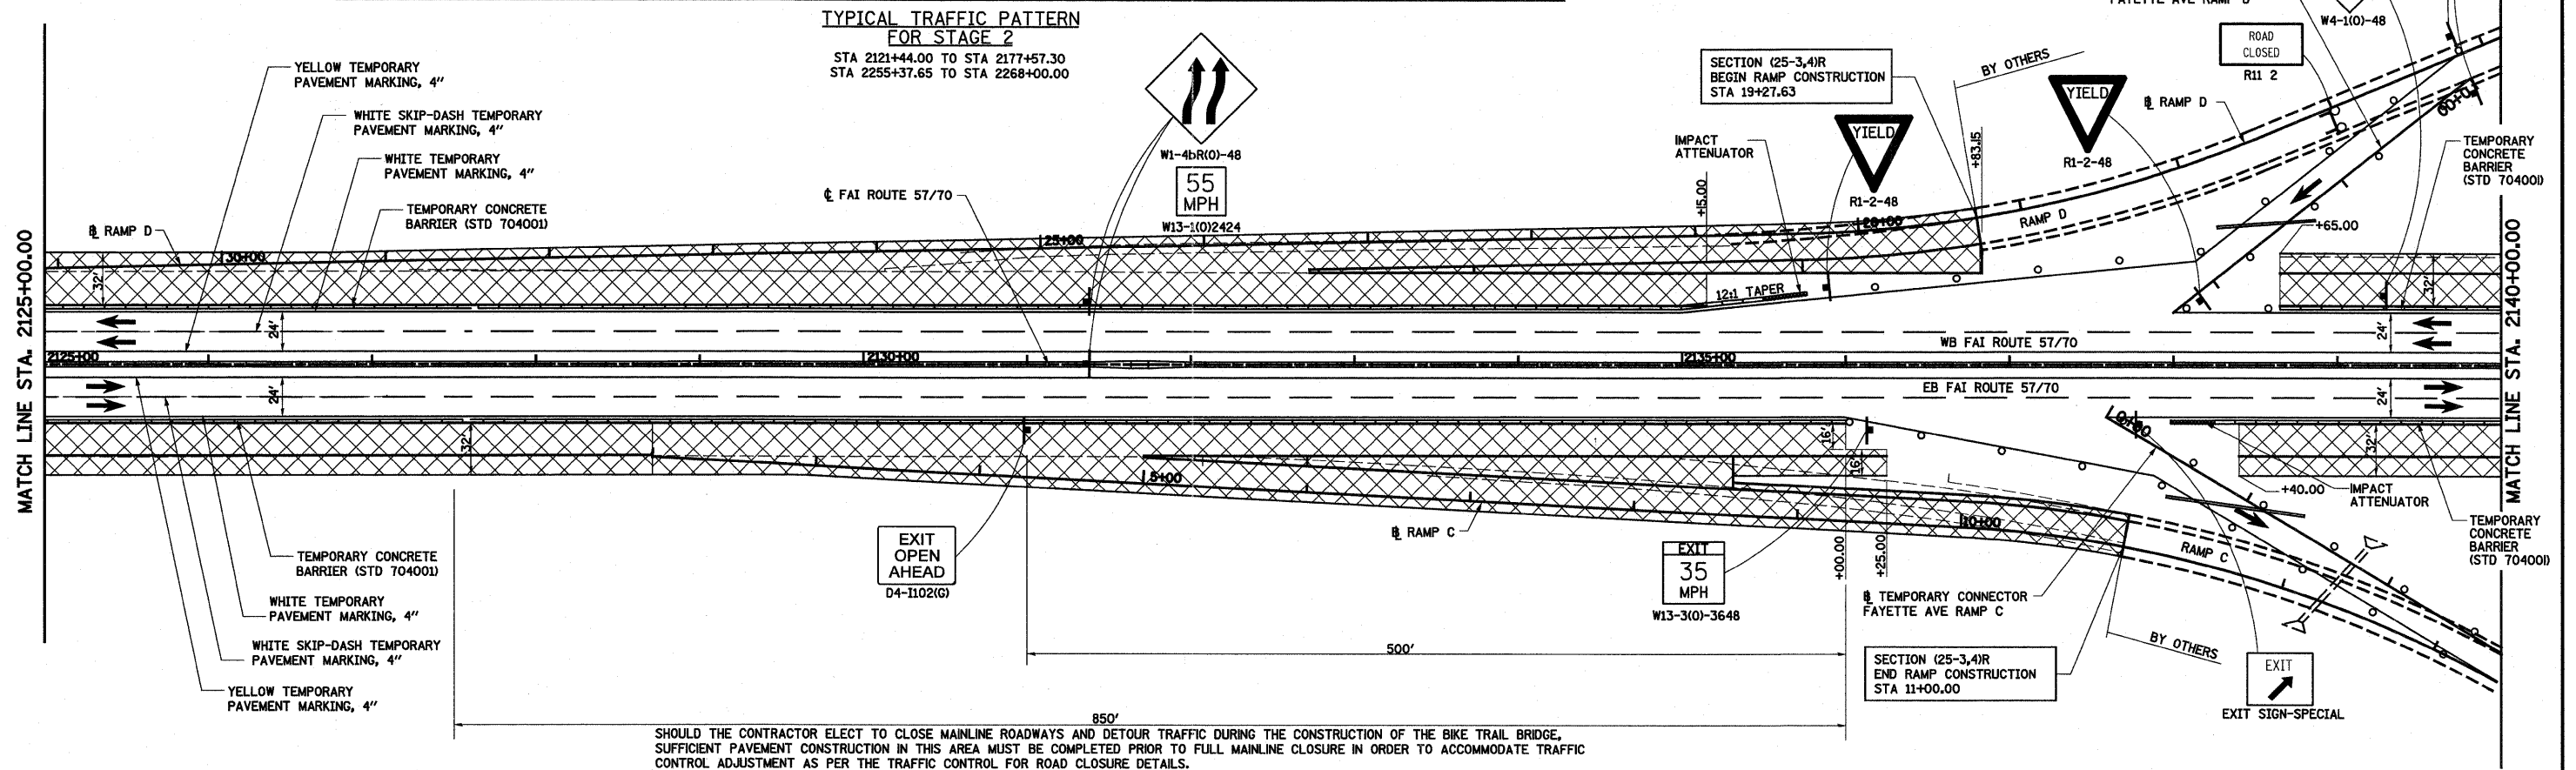 TYPICAL TRAFFIC PATTERN
FOR STAGE 2
STA 2121+44.00 TO STA 2177+57.30
STA 2255+37.65 TO STA 2268+00.00
W4-1(O)-48
ROAD
CLOSED
R11 2
YELLOW TEMPORARY
PAVEMENT MARKING, 4"
WHITE SKIP-DASH TEMPORARY
PAVEMENT MARKING, 4"
WHITE TEMPORARY
PAVEMENT MARKING, 4"
TEMPORARY CONCRETE
BARRIER (STD 704001)
℄ RAMP D
W1-4bR(O)-48
55
MPH
W13-1(O)2424
℄ FAI ROUTE 57/70
SECTION (25-3,4)R
BEGIN RAMP CONSTRUCTION
STA 19+27.63
BY OTHERS
IMPACT
ATTENUATOR
YIELD
R1-2-48
+15.00
+83.15
YIELD
R1-2-48
℄ RAMP D
RAMP D
TEMPORARY
CONCRETE
BARRIER
(STD 704001)
+65.00
MATCH LINE STA. 2125+00.00
MATCH LINE STA. 2140+00.00
30+00
25+00
20+00
32'
32'
12:1 TAPER
24'
24'
2125+00
2130+00
2135+00
WB FAI ROUTE 57/70
EB FAI ROUTE 57/70
24'
24'
32'
16'
16'
32'
5+00
10+00
℄ RAMP C
RAMP C
+00.00
+25.00
+40.00
IMPACT
ATTENUATOR
TEMPORARY
CONCRETE
BARRIER
(STD 704001)
EXIT
OPEN
AHEAD
D4-I102(G)
EXIT
35
MPH
W13-3(O)-3648
℄ TEMPORARY CONNECTOR
FAYETTE AVE RAMP C
SECTION (25-3,4)R
END RAMP CONSTRUCTION
STA 11+00.00
BY OTHERS
EXIT
EXIT SIGN-SPECIAL
TEMPORARY CONCRETE
BARRIER (STD 704001)
WHITE TEMPORARY
PAVEMENT MARKING, 4"
WHITE SKIP-DASH TEMPORARY
PAVEMENT MARKING, 4"
YELLOW TEMPORARY
PAVEMENT MARKING, 4"
500'
850'
SHOULD THE CONTRACTOR ELECT TO CLOSE MAINLINE ROADWAYS AND DETOUR TRAFFIC DURING THE CONSTRUCTION OF THE BIKE TRAIL BRIDGE,
SUFFICIENT PAVEMENT CONSTRUCTION IN THIS AREA MUST BE COMPLETED PRIOR TO FULL MAINLINE CLOSURE IN ORDER TO ACCOMMODATE TRAFFIC
CONTROL ADJUSTMENT AS PER THE TRAFFIC CONTROL FOR ROAD CLOSURE DETAILS.